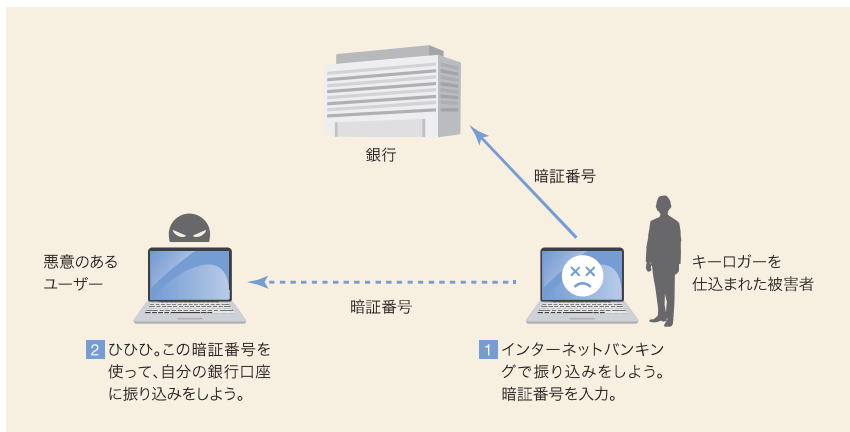 銀行
暗証番号
悪意のある
ユーザー
暗証番号
キーロガーを
仕込まれた被害者
2 ひひひ。この暗証番号を
使って、自分の銀行口座
に振り込みをしよう。
1 インターネットバンキン
グで振り込みをしよう。
暗証番号を入力。